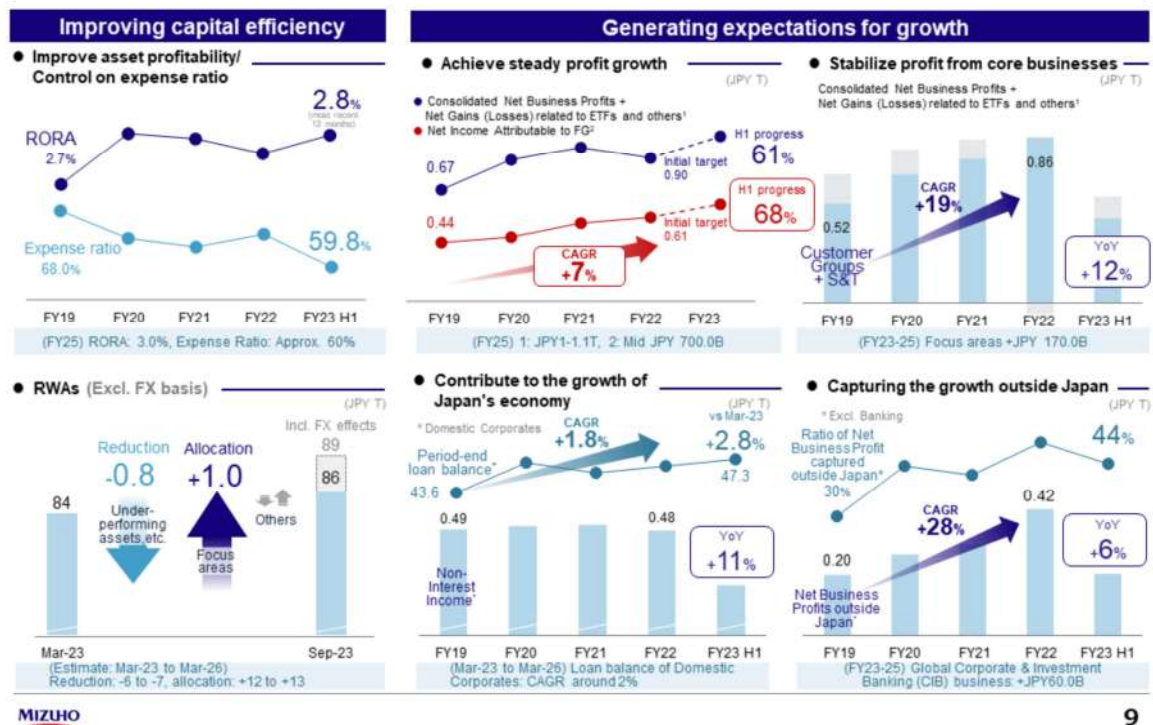 Improving capital efficiency
Generating expectations for growth
● Improve asset profitability/
Control on expense ratio
2.8%
(most recent
12 months)
RORA
2.7%
Expense ratio
68.0%
59.8%
FY19 FY20 FY21 FY22 FY23 H1
(FY25) RORA: 3.0%, Expense Ratio: Approx. 60%
● Achieve steady profit growth
(JPY T)
● Consolidated Net Business Profits +
Net Gains (Losses) related to ETFs and others¹
● Net Income Attributable to FG²
0.67
H1 progress
61%
Initial target
0.90
0.44
H1 progress
68%
Initial target
0.61
CAGR
+7%
FY19 FY20 FY21 FY22 FY23
(FY25) 1: JPY1-1.1T, 2: Mid JPY 700.0B
● Stabilize profit from core businesses
(JPY T)
Consolidated Net Business Profits +
Net Gains (Losses) related to ETFs and others¹
0.86
CAGR
+19%
0.52
Customer
Groups
+ S&T
YoY
+12%
FY19 FY20 FY21 FY22 FY23 H1
(FY23-25) Focus areas +JPY 170.0B
● RWAs (Excl. FX basis)
(JPY T)
Incl. FX effects
89
86
84
Reduction
-0.8
Under-
performing
assets,etc.
Allocation
+1.0
Focus
areas
Others
Mar-23 Sep-23
(Estimate: Mar-23 to Mar-26)
Reduction: -6 to -7, allocation: +12 to +13
● Contribute to the growth of
Japan's economy
(JPY T)
* Domestic Corporates
CAGR
+1.8%
vs Mar-23
+2.8%
Period-end
loan balance*
43.6
47.3
0.49
0.48
Non-
Interest
Income*
YoY
+11%
FY19 FY20 FY21 FY22 FY23 H1
(Mar-23 to Mar-26) Loan balance of Domestic
Corporates: CAGR around 2%
● Capturing the growth outside Japan
(JPY T)
* Excl. Banking
Ratio of Net
Business Profit
captured
outside Japan*
30%
44%
0.42
CAGR
+28%
0.20
Net Business
Profits outside
Japan*
YoY
+6%
FY19 FY20 FY21 FY22 FY23 H1
(FY23-25) Global Corporate & Investment
Banking (CIB) business: +JPY60.0B
MIZUHO
9